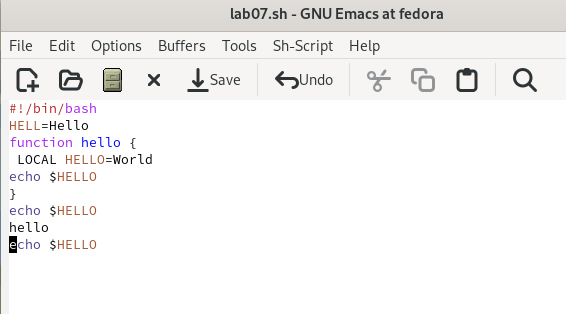 lab07.sh - GNU Emacs at fedora
File Edit Options Buffers Tools Sh-Script Help
Save Undo
#!/bin/bash
HELL=Hello
function hello {
 LOCAL HELLO=World
echo $HELLO
}
echo $HELLO
hello
echo $HELLO